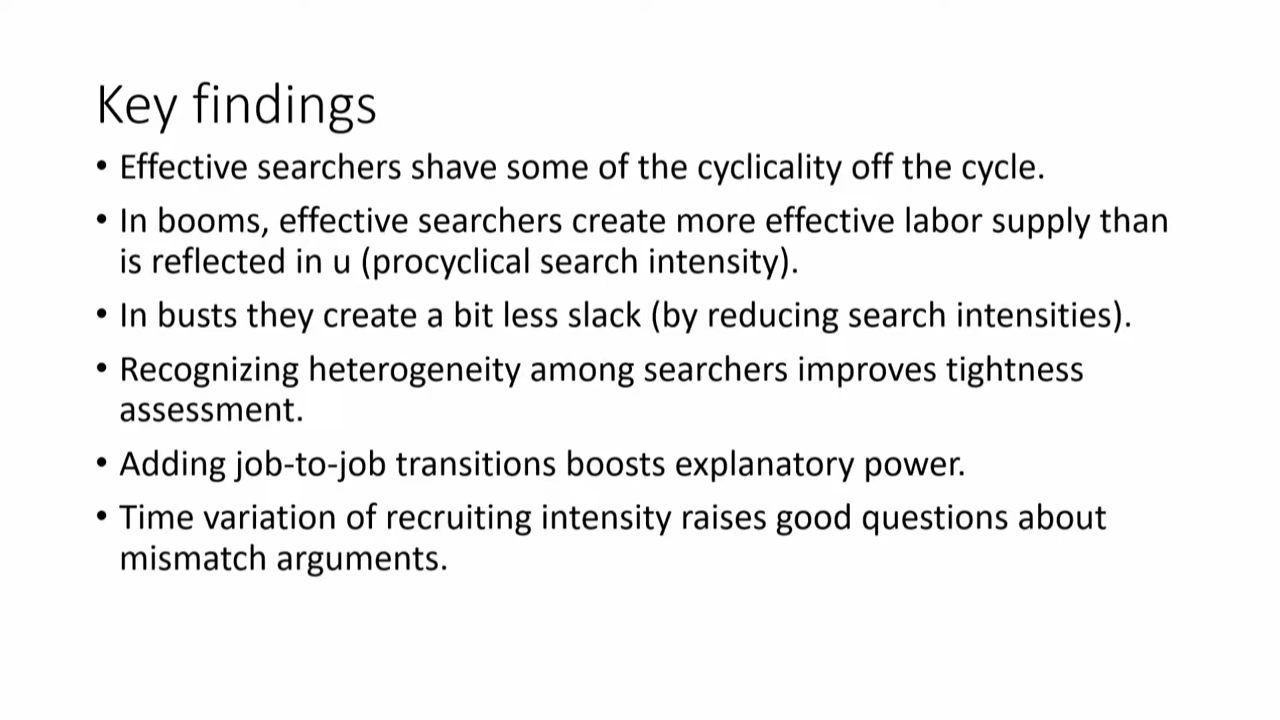 Key findings
• Effective searchers shave some of the cyclicality off the cycle.
• In booms, effective searchers create more effective labor supply than
is reflected in u (procyclical search intensity).
• In busts they create a bit less slack (by reducing search intensities).
• Recognizing heterogeneity among searchers improves tightness
assessment.
• Adding job-to-job transitions boosts explanatory power.
• Time variation of recruiting intensity raises good questions about
mismatch arguments.